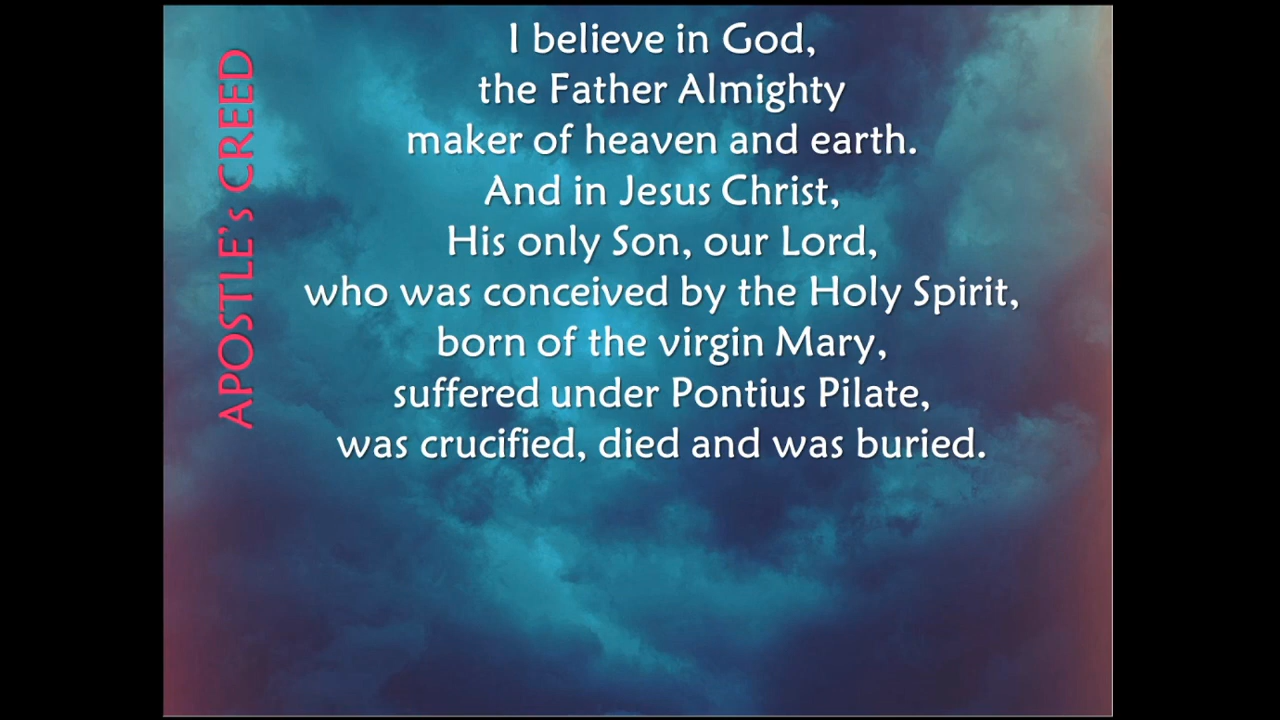 APOSTLE's CREED
I believe in God,
the Father Almighty
maker of heaven and earth.
And in Jesus Christ,
His only Son, our Lord,
who was conceived by the Holy Spirit,
born of the virgin Mary,
suffered under Pontius Pilate,
was crucified, died and was buried.